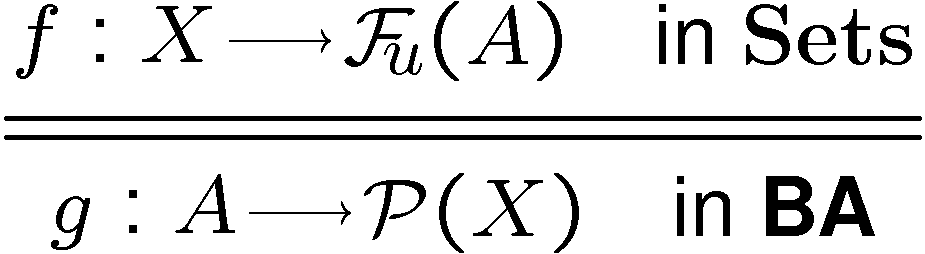 f : X ⟶ ℱᵤ(A) in Sets
g : A ⟶ 𝒫(X) in BA